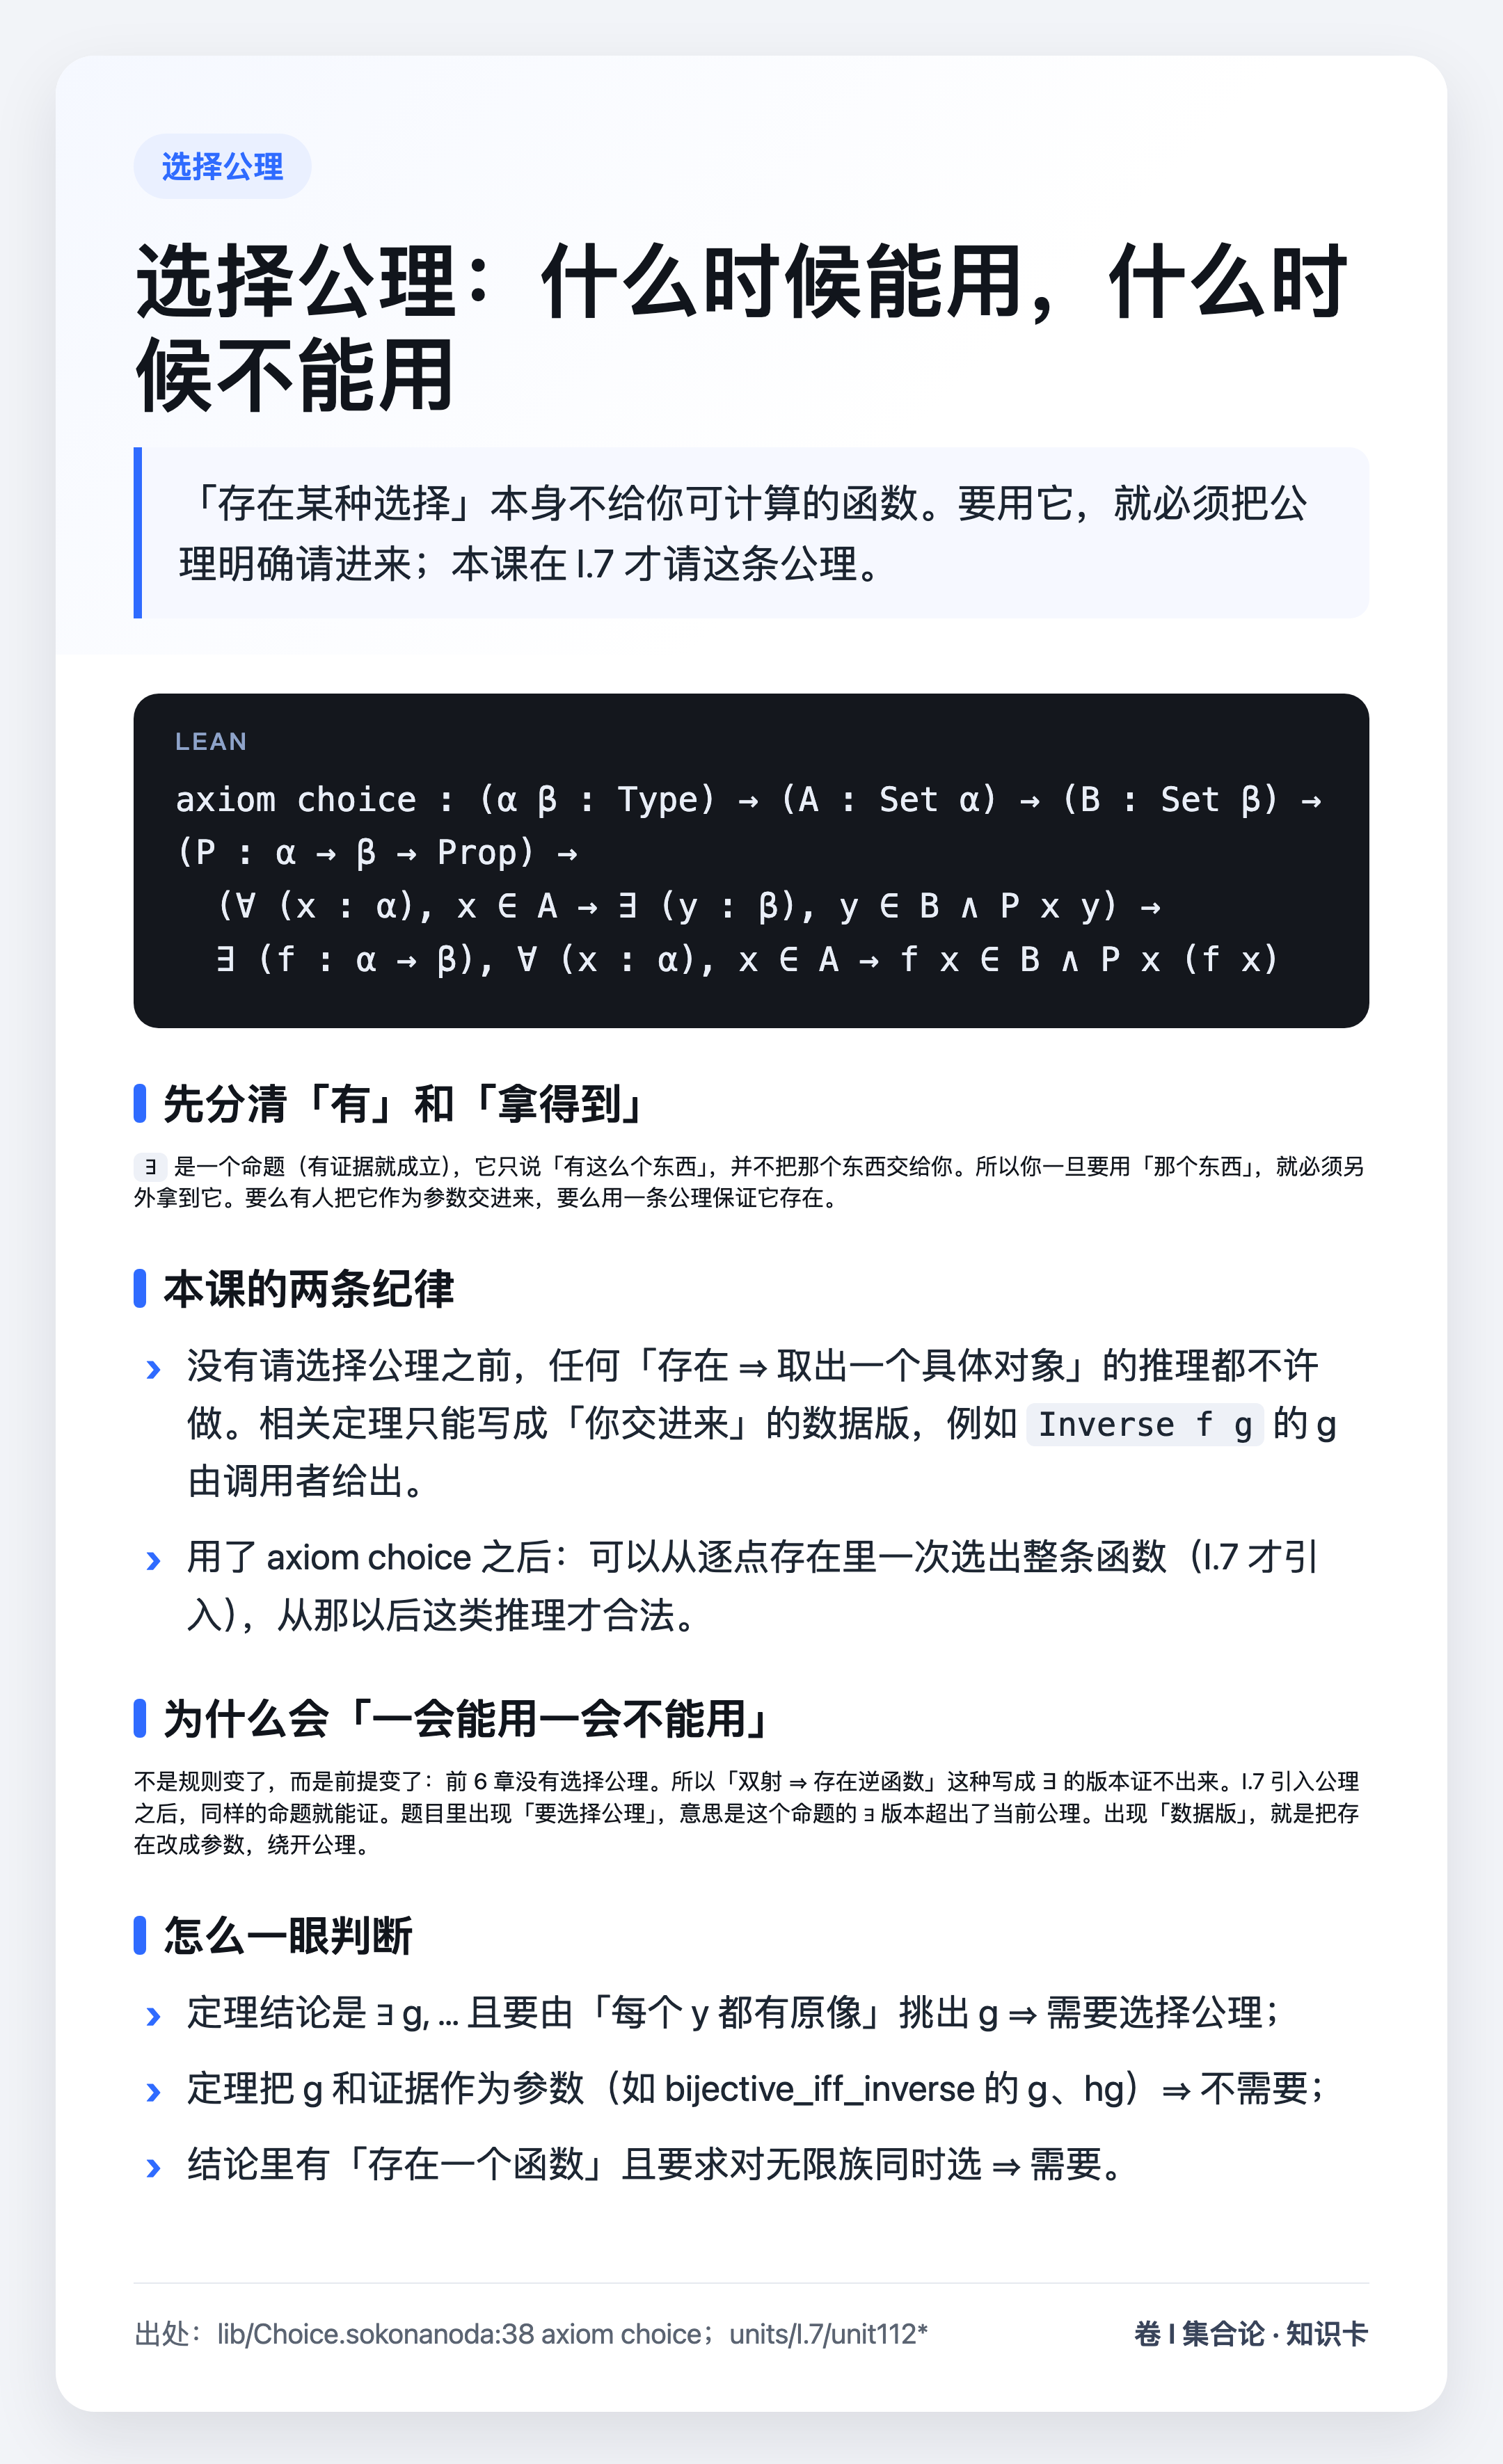 选择公理
选择公理：什么时候能用，什么时
候不能用
「存在某种选择」本身不给你可计算的函数。要用它，就必须把公
理明确请进来；本课在 I.7 才请这条公理。
LEAN
axiom choice : (α β : Type) → (A : Set α) → (B : Set β) →
(P : α → β → Prop) →
(∀ (x : α), x ∈ A → ∃ (y : β), y ∈ B ∧ P x y) →
∃ (f : α → β), ∀ (x : α), x ∈ A → f x ∈ B ∧ P x (f x)
先分清「有」和「拿得到」
∃ 是一个命题（有证据就成立），它只说「有这么个东西」，并不把那个东西交给你。所以你一旦要用「那个东西」，就必须另
外拿到它。要么有人把它作为参数交进来，要么用一条公理保证它存在。
本课的两条纪律
› 没有请选择公理之前，任何「存在 ⇒ 取出一个具体对象」的推理都不许
做。相关定理只能写成「你交进来」的数据版，例如 Inverse f g 的 g
由调用者给出。
› 用了 axiom choice 之后：可以从逐点存在里一次选出整条函数（I.7 才引
入），从那以后这类推理才合法。
为什么会「一会能用一会不能用」
不是规则变了，而是前提变了：前 6 章没有选择公理。所以「双射 ⇒ 存在逆函数」这种写成 ∃ 的版本证不出来。I.7 引入公理
之后，同样的命题就能证。题目里出现「要选择公理」，意思是这个命题的 ∃ 版本超出了当前公理。出现「数据版」，就是把存
在改成参数，绕开公理。
怎么一眼判断
› 定理结论是 ∃ g, … 且要由「每个 y 都有原像」挑出 g ⇒ 需要选择公理；
› 定理把 g 和证据作为参数（如 bijective_iff_inverse 的 g、hg）⇒ 不需要；
› 结论里有「存在一个函数」且要求对无限族同时选 ⇒ 需要。
出处：lib/Choice.sokonanoda:38 axiom choice；units/I.7/unit112*
卷 I 集合论 · 知识卡